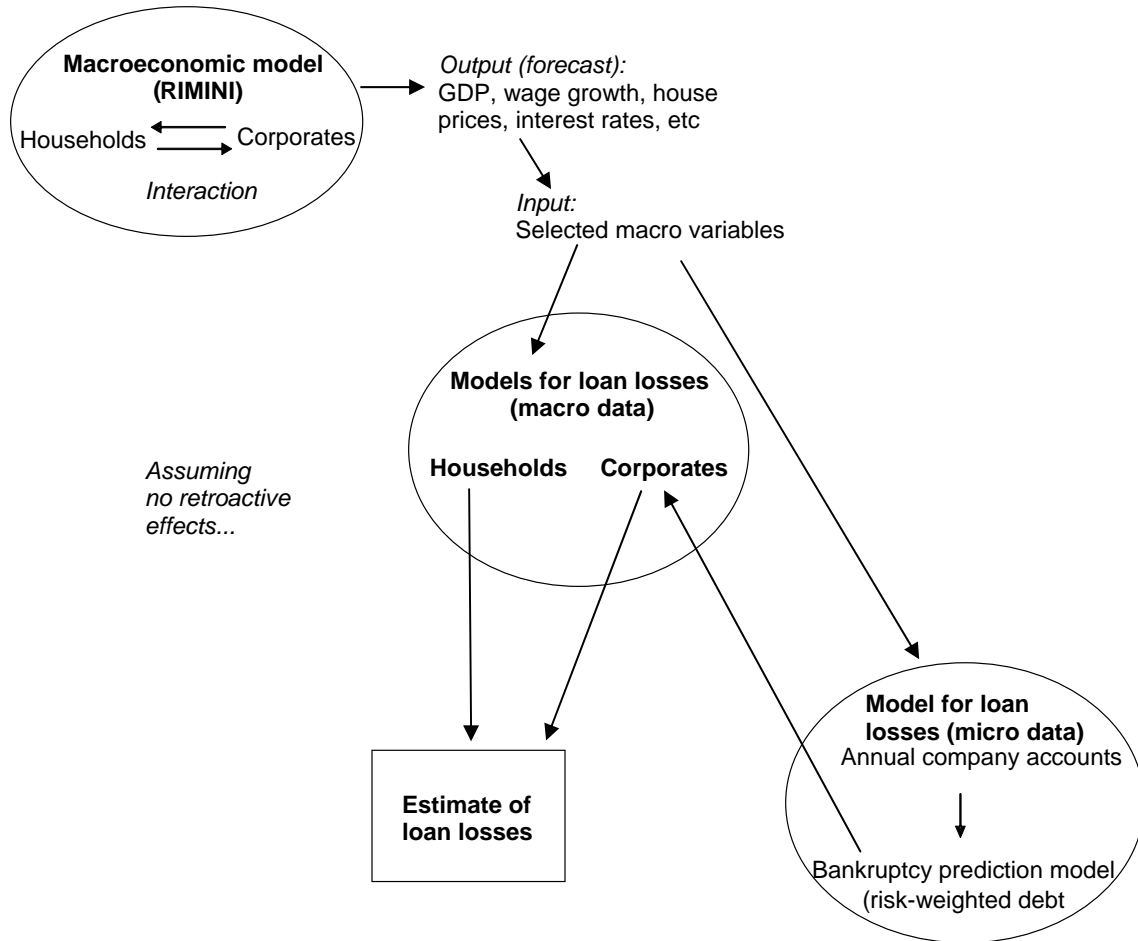 Macroeconomic model
(RIMINI)
Households
Corporates
Interaction
Output (forecast):
GDP, wage growth, house
prices, interest rates, etc
Input:
Selected macro variables
Models for loan losses
(macro data)
Households
Corporates
Assuming
no retroactive
effects...
Model for loan
losses (micro data)
Annual company accounts
Bankruptcy prediction model
(risk-weighted debt
Estimate of
loan losses